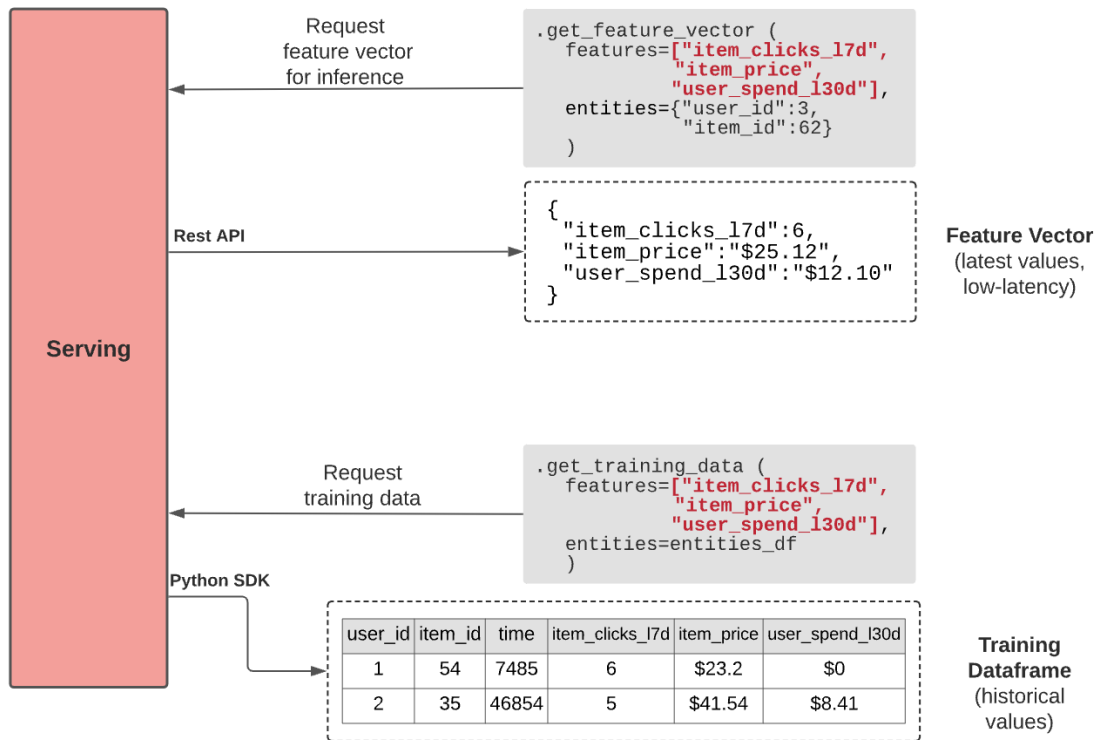 Request
feature vector
for inference
.get_feature_vector (
features=["item_clicks_l7d",
"item_price",
"user_spend_l30d"],
entities={"user_id":3,
"item_id":62}
)
Rest API
{
"item_clicks_l7d":6,
"item_price":"$25.12",
"user_spend_l30d":"$12.10"
}
Feature Vector
(latest values,
low-latency)
Serving
Request
training data
.get_training_data (
features=["item_clicks_l7d",
"item_price",
"user_spend_l30d"],
entities=entities_df
)
Python SDK
user_id item_id time item_clicks_l7d item_price user_spend_l30d
1 54 7485 6 $23.2 $0
2 35 46854 5 $41.54 $8.41
Training
Dataframe
(historical
values)